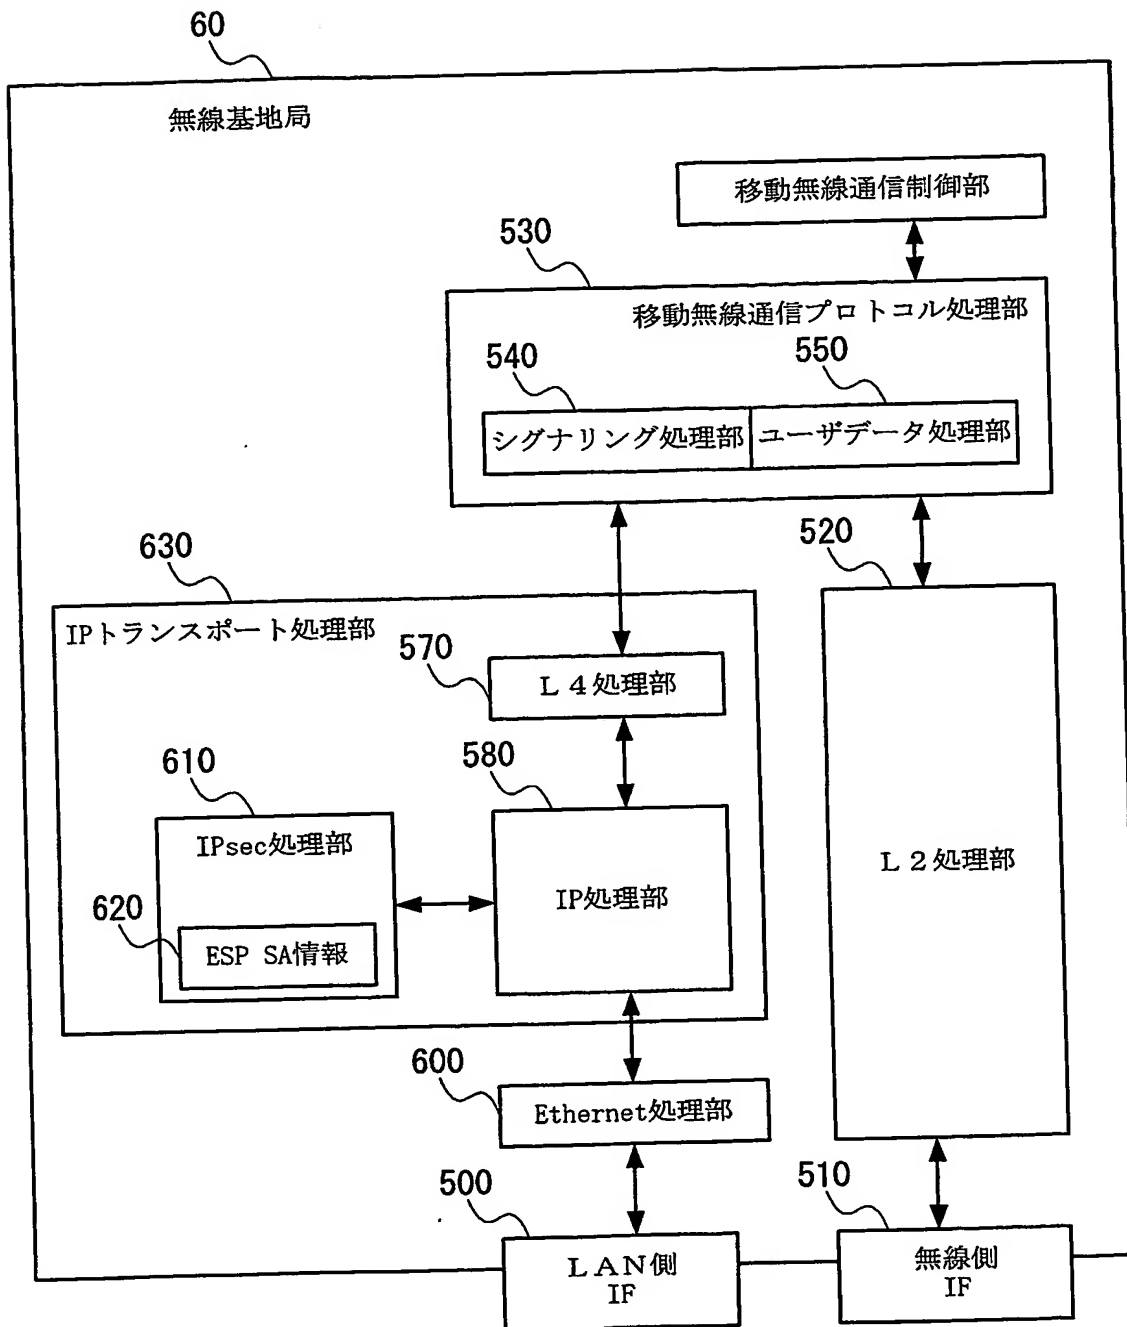 60
無線基地局
移動無線通信制御部
530
移動無線通信プロトコル処理部
540
550
シグナリング処理部
ユーザデータ処理部
630
520
IPトランスポート処理部
570
L4処理部
610
580
IPsec処理部
L2処理部
IP処理部
620
ESP SA情報
600
Ethernet処理部
500
510
LAN側
IF
無線側
IF